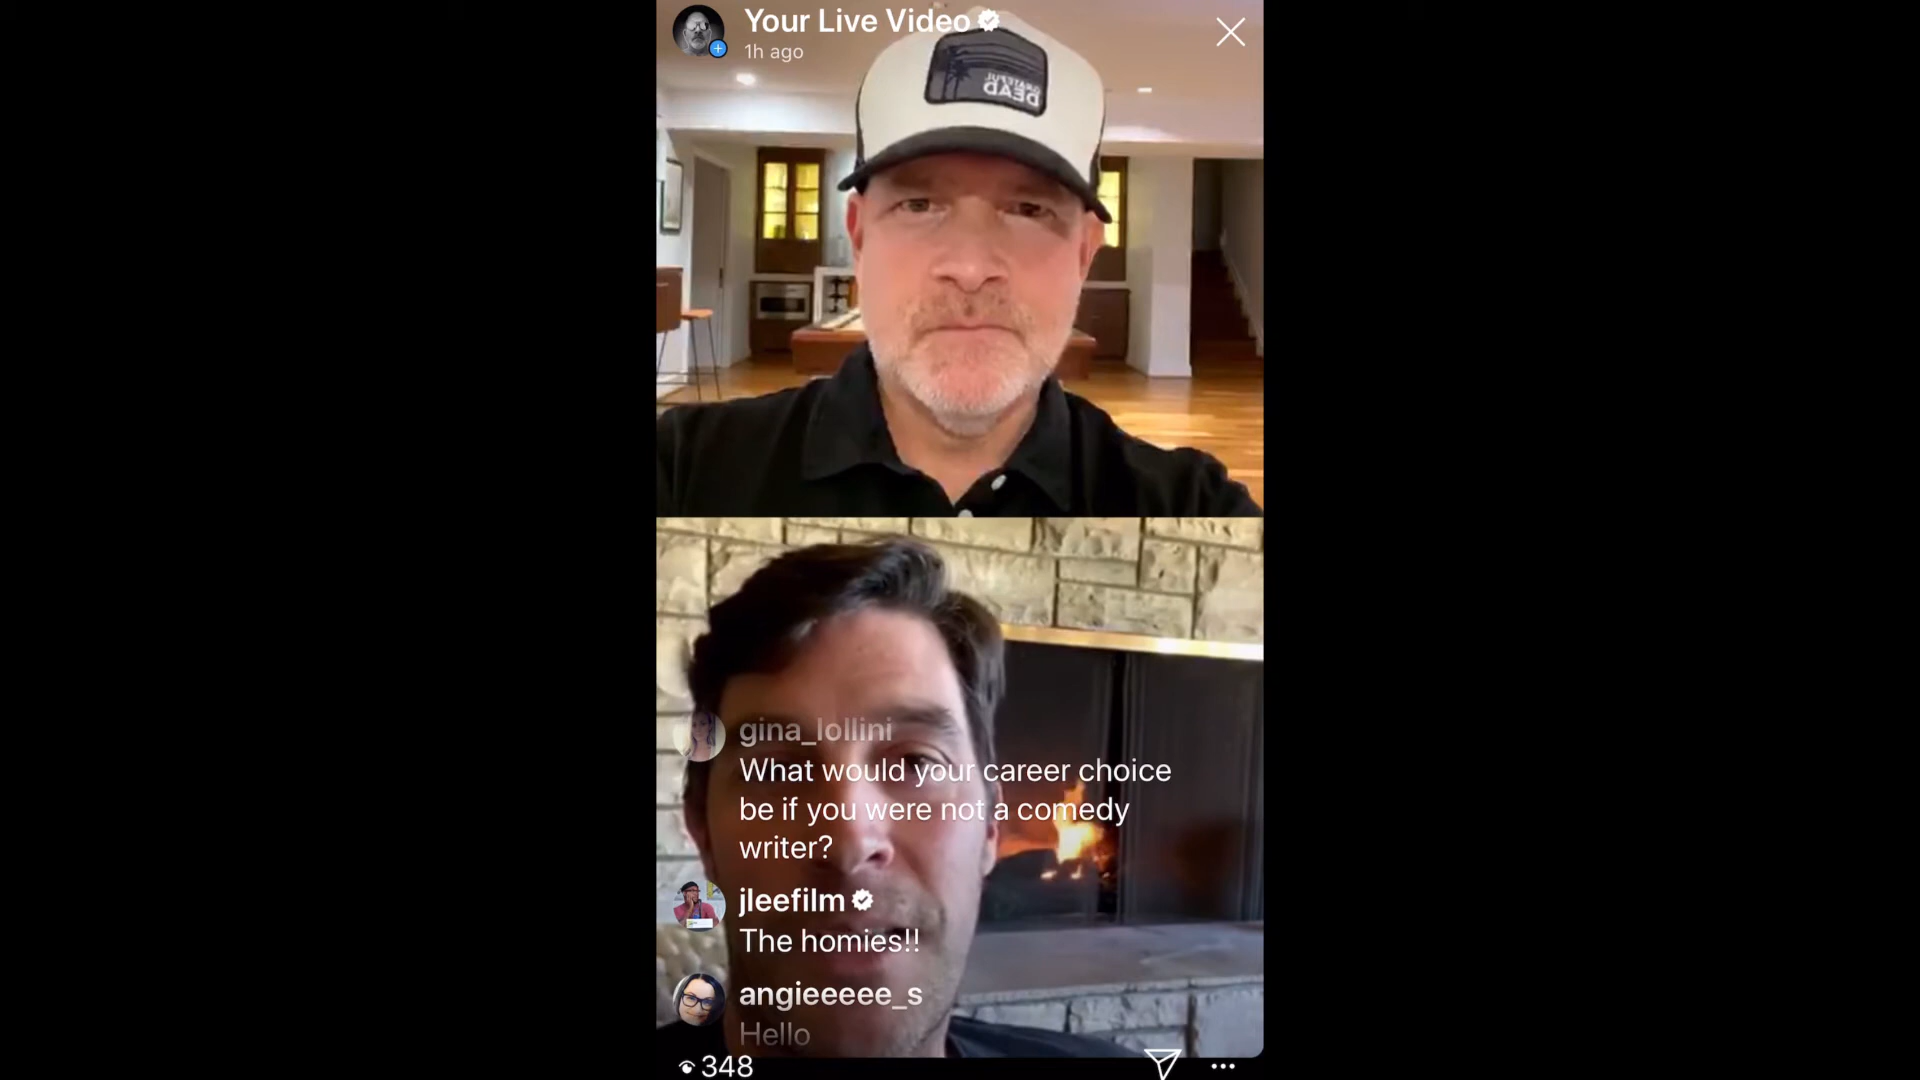 Your Live Video
1h ago
GRATEFUL
DEAD
gina_lollini
What would your career choice
be if you were not a comedy
writer?
jleefilm
The homies!!
angieeeee_s
Hello
348